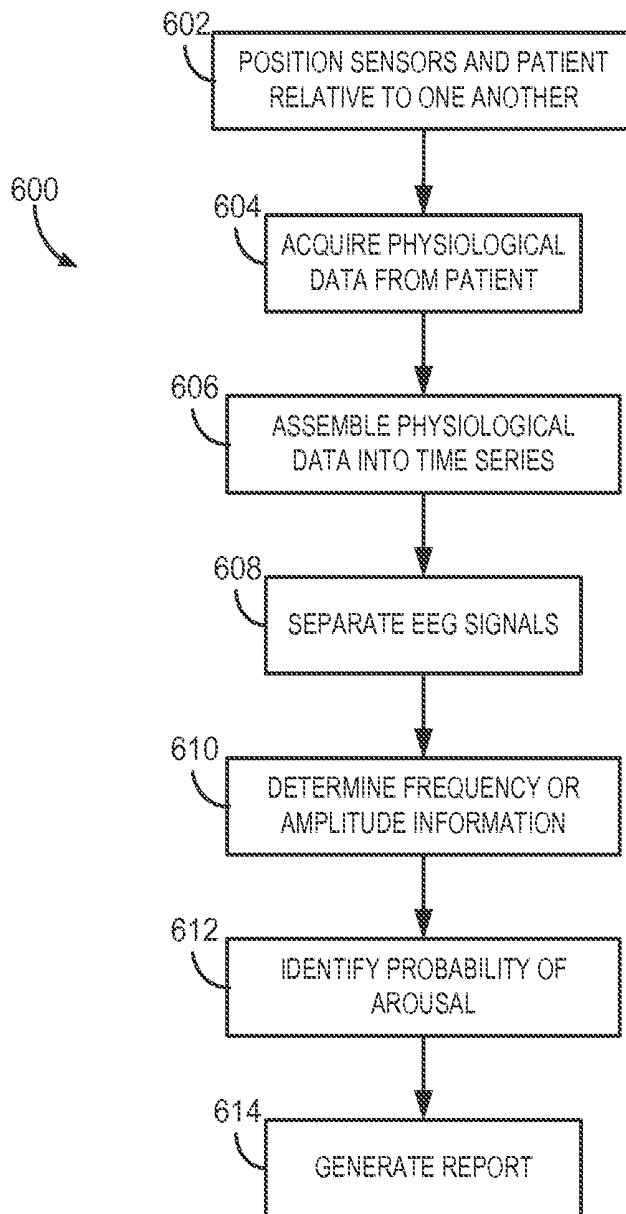 602
POSITION SENSORS AND PATIENT
RELATIVE TO ONE ANOTHER
600
604
ACQUIRE PHYSIOLOGICAL
DATA FROM PATIENT
606
ASSEMBLE PHYSIOLOGICAL
DATA INTO TIME SERIES
608
SEPARATE EEG SIGNALS
610
DETERMINE FREQUENCY OR
AMPLITUDE INFORMATION
612
IDENTIFY PROBABILITY OF
AROUSAL
614
GENERATE REPORT